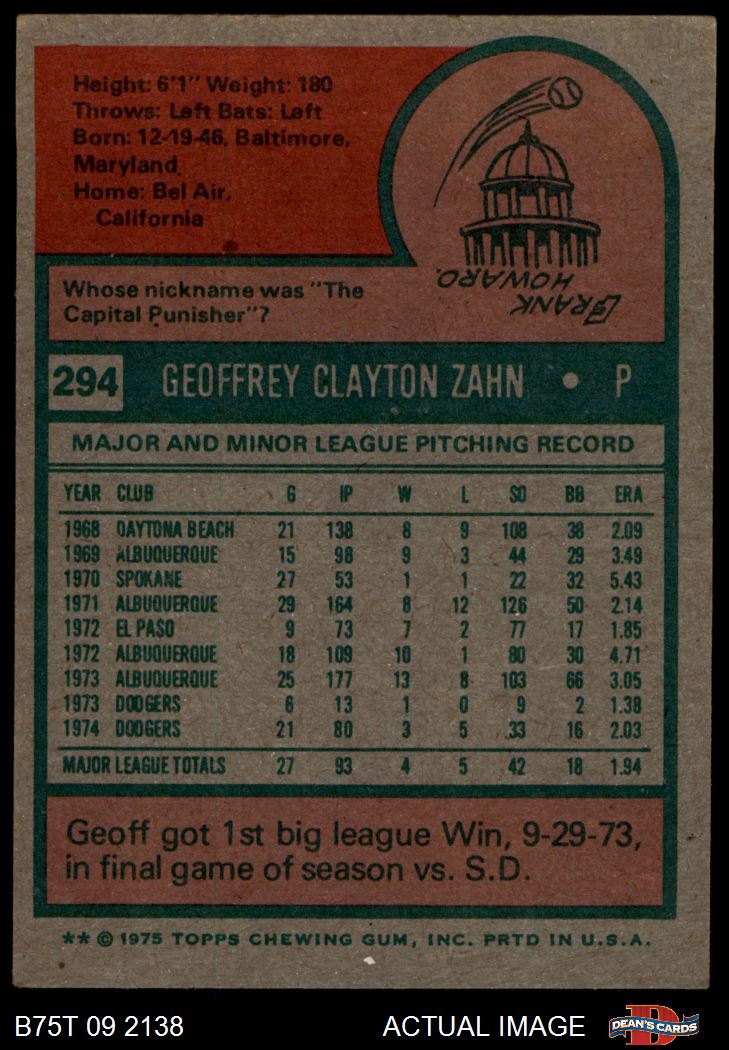 Height: 6'1" Weight: 180
Throws: Left Bats: Left
Born: 12-19-46, Baltimore,
Maryland
Home: Bel Air,
California
Whose nickname was "The
Capital Punisher"?
FRANK
HOWARD.
294 GEOFFREY CLAYTON ZAHN • P
MAJOR AND MINOR LEAGUE PITCHING RECORD
YEAR CLUB G IP W L SO BB ERA
1968 DAYTONA BEACH 21 138 8 9 108 38 2.09
1969 ALBUQUERQUE 15 98 9 3 44 29 3.49
1970 SPOKANE 27 53 1 1 22 32 5.43
1971 ALBUQUERQUE 29 164 8 12 126 50 2.14
1972 EL PASO 9 73 7 2 77 17 1.85
1972 ALBUQUERQUE 18 109 10 1 80 30 4.71
1973 ALBUQUERQUE 25 177 13 8 103 66 3.05
1973 DODGERS 6 13 1 0 9 2 1.38
1974 DODGERS 21 80 3 5 33 16 2.03
MAJOR LEAGUE TOTALS 27 93 4 5 42 18 1.94
Geoff got 1st big league Win, 9-29-73,
in final game of season vs. S.D.
** © 1975 TOPPS CHEWING GUM, INC. PRTD IN U.S.A.
B75T 09 2138 ACTUAL IMAGE D DEAN'S CARDS